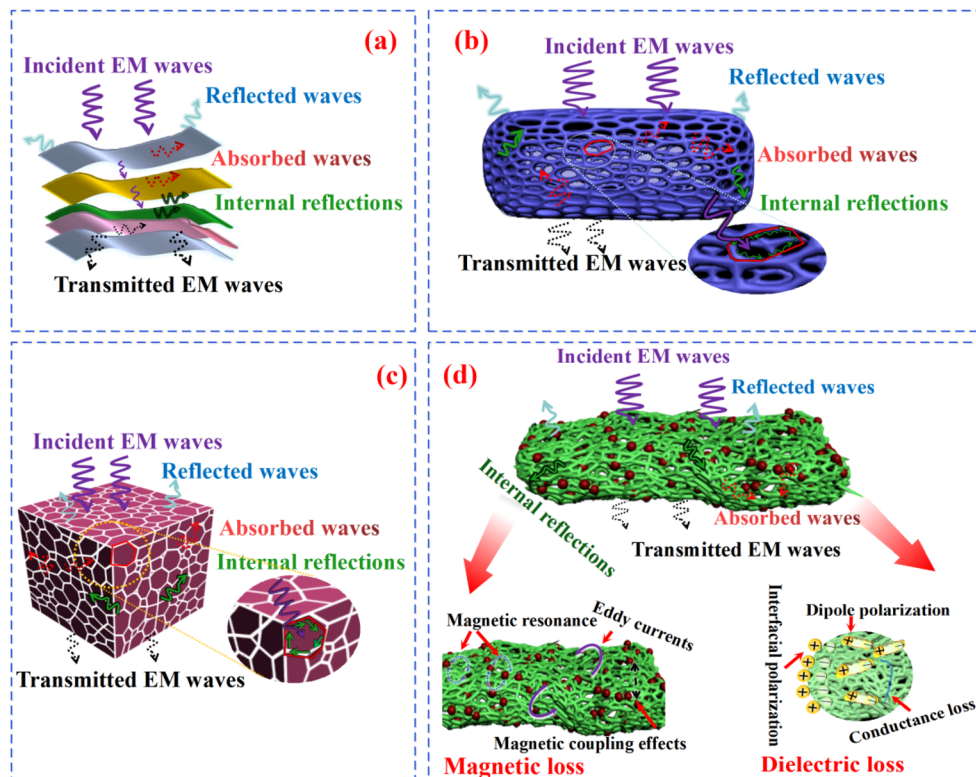 (a)
Incident EM waves
Reflected waves
Absorbed waves
Internal reflections
Transmitted EM waves
(b)
Incident EM waves
Reflected waves
Absorbed waves
Internal reflections
Transmitted EM waves
(c)
Incident EM waves
Reflected waves
Absorbed waves
Internal reflections
Transmitted EM waves
(d)
Incident EM waves
Reflected waves
Internal reflections
Absorbed waves
Transmitted EM waves
Magnetic resonance
Eddy currents
Magnetic coupling effects
Magnetic loss
Interfacial polarization
Dipole polarization
Conductance loss
Dielectric loss